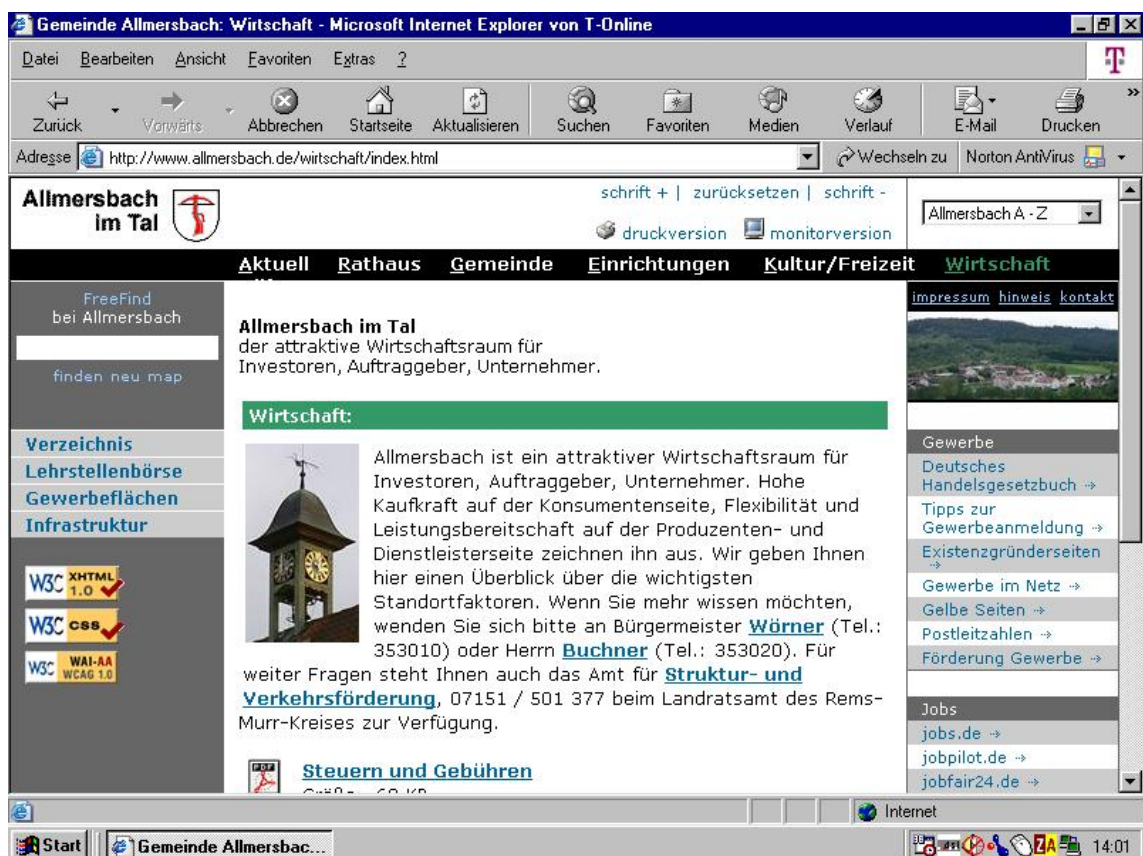 Gemeinde Allmersbach: Wirtschaft - Microsoft Internet Explorer von T-Online
Datei Bearbeiten Ansicht Favoriten Extras ?
Zurück Vorwärts Abbrechen Startseite Aktualisieren Suchen Favoriten Medien Verlauf E-Mail Drucken
Adresse http://www.allmersbach.de/wirtschaft/index.html Wechseln zu Norton AntiVirus
Allmersbach
im Tal
schrift + | zurücksetzen | schrift -
druckversion monitorversion
Allmersbach A - Z
Aktuell Rathaus Gemeinde Einrichtungen Kultur/Freizeit Wirtschaft
FreeFind
bei Allmersbach
finden neu map
Verzeichnis
Lehrstellenbörse
Gewerbeflächen
Infrastruktur
W3C XHTML 1.0
W3C css
W3C WAI-AA WCAG 1.0
Allmersbach im Tal
der attraktive Wirtschaftsraum für
Investoren, Auftraggeber, Unternehmer.
Wirtschaft:
Allmersbach ist ein attraktiver Wirtschaftsraum für
Investoren, Auftraggeber, Unternehmer. Hohe
Kaufkraft auf der Konsumentenseite, Flexibilität und
Leistungsbereitschaft auf der Produzenten- und
Dienstleisterseite zeichnen ihn aus. Wir geben Ihnen
hier einen Überblick über die wichtigsten
Standortfaktoren. Wenn Sie mehr wissen möchten,
wenden Sie sich bitte an Bürgermeister Wörner (Tel.:
353010) oder Herrn Buchner (Tel.: 353020). Für
weiter Fragen steht Ihnen auch das Amt für Struktur- und
Verkehrsförderung, 07151 / 501 377 beim Landratsamt des Rems-
Murr-Kreises zur Verfügung.
PDF Steuern und Gebühren
impressum hinweis kontakt
Gewerbe
Deutsches
Handelsgesetzbuch
Tipps zur
Gewerbeanmeldung
Existenzgründerseiten
Gewerbe im Netz
Gelbe Seiten
Postleitzahlen
Förderung Gewerbe
Jobs
jobs.de
jobpilot.de
jobfair24.de
Internet
Start Gemeinde Allmersbac... 14:01